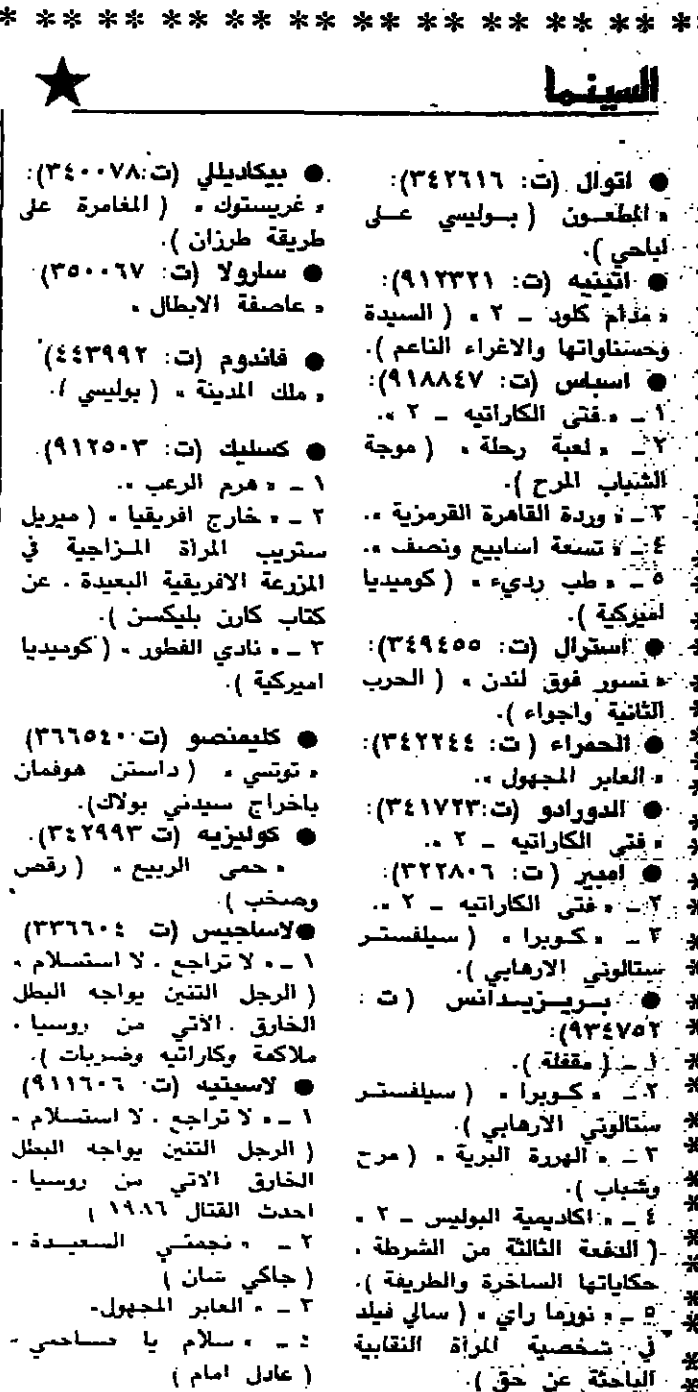 السينما
● اتوال (ت: ٣٤٢٦١٦):
« المطعون ( بوليسي على
لباحي ).
● اتينيه (ت: ٩١٢٣٢١):
« مدام كلود – ٢ » ( السيدة
وحسناواتها والاغراء الناعم ).
● اسباس (ت: ٩١٨٨٤٧):
١ – « فتى الكاراتيه – ٢ ».
٢ – « لعبة رحلة » ( موجة
الشباب المرح ).
٣ – « وردة القاهرة القرمزية ».
٤ – « تسعة اسابيع ونصف ».
٥ – « طب رديء » ( كوميديا
اميركية ).
● استرال (ت: ٣٤٩٤٥٥):
« نسور فوق لندن » ( الحرب
الثانية واجواء ).
● الحمراء ( ت: ٣٤٢٢٤٤):
« العابر المجهول ».
● الدورادو (ت:٣٤١٧٢٣):
« فتى الكاراتيه – ٢ ».
● امبير ( ت: ٣٢٢٨٠٦):
٢ – « فتى الكاراتيه – ٢ ».
٣ – « كوبرا » ( سيلفستر
ستالوني الارهابي ).
● بريزيدانس ( ت :
٩٣٤٧٥٢):
١ – ( مقفلة ).
٢ – « كوبرا » ( سيلفستر
ستالوني الارهابي ).
٣ – « الهررة البرية » ( مرح
وشباب ).
٤ – « اكاديمية البوليس – ٢ »
( الدفعة الثالثة من الشرطة .
حكاياتها الساخرة والطريفة ).
٥ – « نورما راي » ( سالي فيلد
في شخصية المراة النقابية
الباحثة عن حق ).
● بيكاديللي (ت:٣٤٠٠٧٨):
« غريستوك » ( المغامرة على
طريقة طرزان ).
● سارولا (ت: ٣٥٠٠٦٧)
« عاصفة الابطال »
● فاندوم (ت: ٤٤٣٩٩٢)
« ملك المدينة » ( بوليسي ).
● كسليك (ت: ٩١٢٥٠٣)
١ – « هرم الرعب ».
٢ – « خارج افريقيا » ( ميريل
ستريب المراة المزاجية في
المزرعة الافريقية البعيدة . عن
كتاب كارن بليكسن ).
٣ – « نادي الفطور » ( كوميديا
اميركية ).
● كليمنصو (ت ٣٦٦٥٤٠)
« توتسي » ( داستن هوفمان
باخراج سيدني بولاك).
● كوليزيه (ت ٣٤٢٩٩٣).
« حمى الربيع » ( رقص
وصخب ).
●لاساجيس (ت ٣٣٦٦٠٤)
١ – « لا تراجع . لا استسلام »
( الرجل التنين يواجه البطل
الخارق الآتي من روسيا .
ملاكمة وكاراتيه وضربات ).
● لاسيتيه (ت ٩١١٦٠٦)
١ – « لا تراجع . لا استسلام »
( الرجل التنين يواجه البطل
الخارق الاتي من روسيا .
احدث القتال ١٩٨٦ )
٢ – « نجمتي السعيدة »
( جاكي شان )
٣ – « العابر المجهول»
٤ – « سلام يا صاحبي »
( عادل امام )